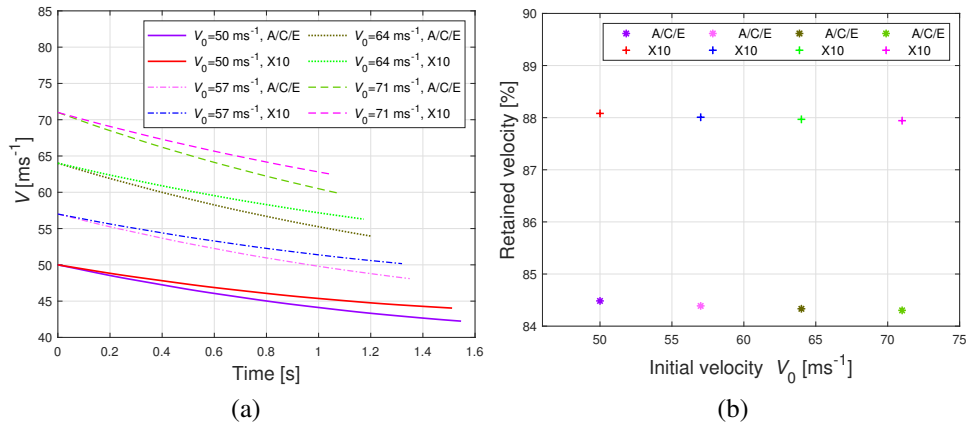 V₀=50 ms⁻¹, A/C/E
V₀=50 ms⁻¹, X10
V₀=57 ms⁻¹, A/C/E
V₀=57 ms⁻¹, X10
V₀=64 ms⁻¹, A/C/E
V₀=64 ms⁻¹, X10
V₀=71 ms⁻¹, A/C/E
V₀=71 ms⁻¹, X10
85
80
75
70
65
60
55
50
45
40
V [ms⁻¹]
0 0.2 0.4 0.6 0.8 1 1.2 1.4 1.6
Time [s]
(a)
A/C/E A/C/E A/C/E A/C/E
X10 X10 X10 X10
90
89
88
87
86
85
84
Retained velocity [%]
50 55 60 65 70 75
Initial velocity V₀ [ms⁻¹]
(b)